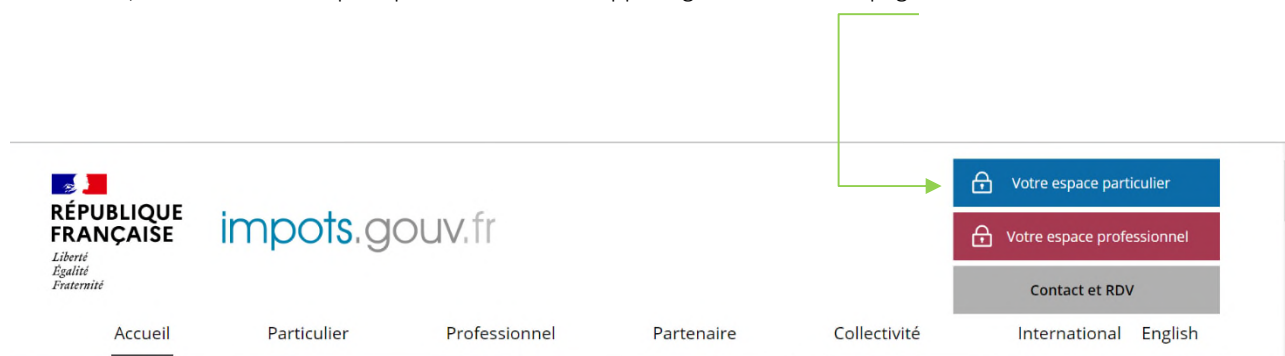 RÉPUBLIQUE
FRANÇAISE
Liberté
Égalité
Fraternité
impots.gouv.fr
Votre espace particulier
Votre espace professionnel
Contact et RDV
Accueil Particulier Professionnel Partenaire Collectivité International English